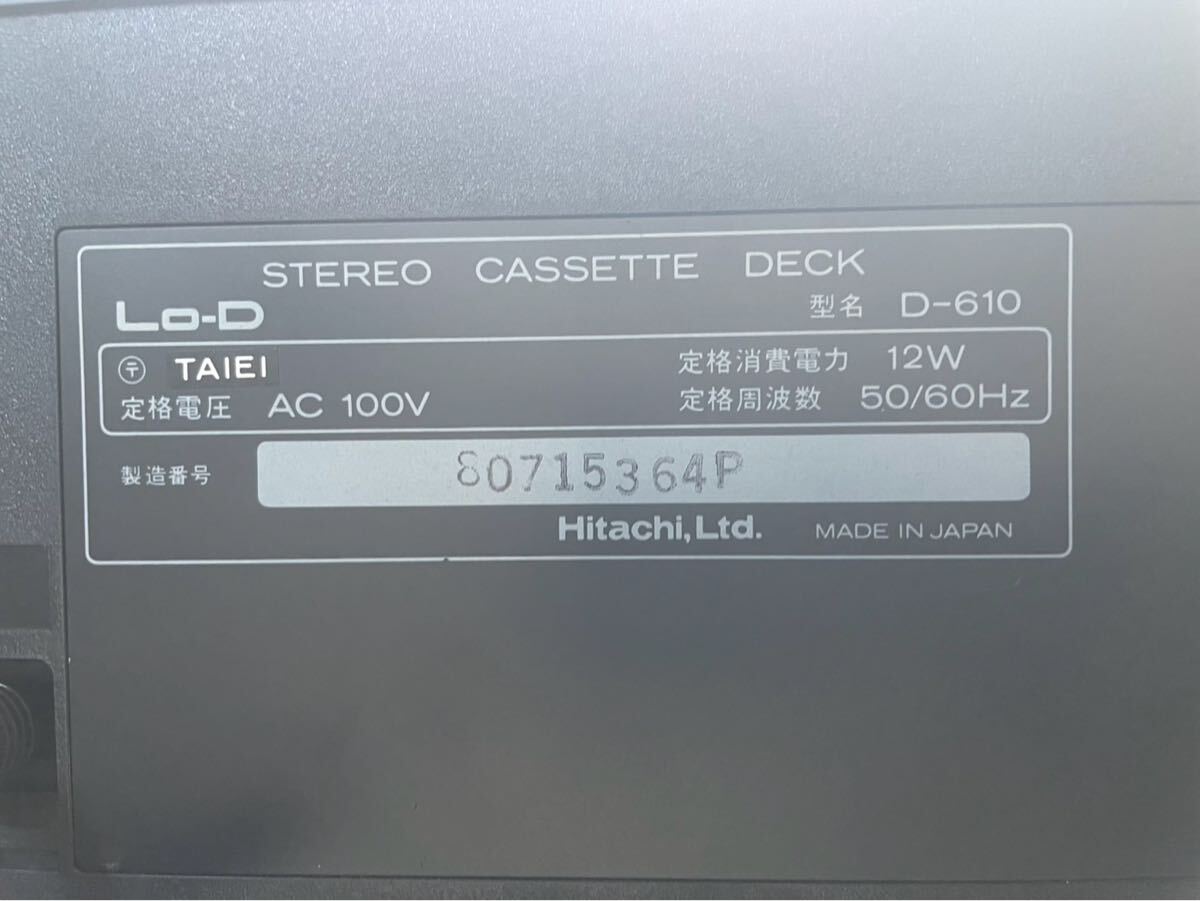 STEREO CASSETTE DECK
Lo-D 型名 D-610
〶 TAIEI 定格消費電力 12W
定格電圧 AC 100V 定格周波数 50/60Hz
製造番号 80715364P
Hitachi, Ltd. MADE IN JAPAN